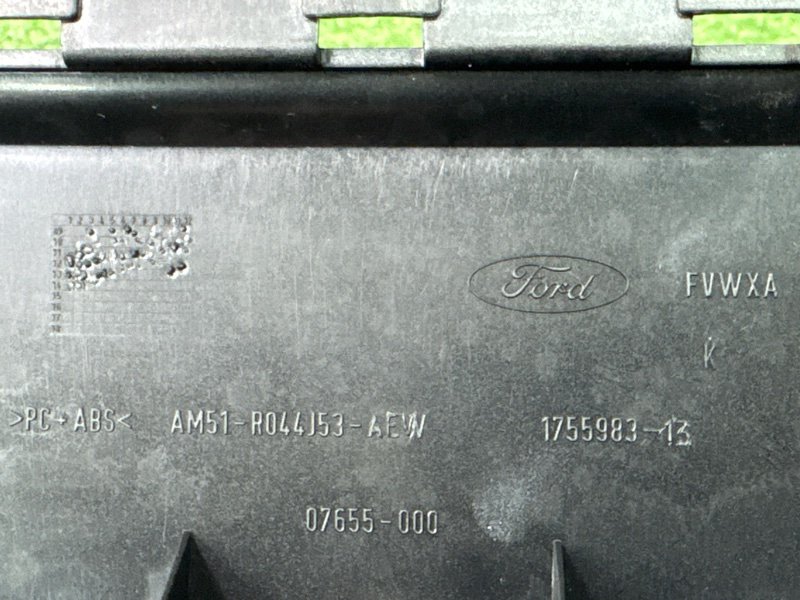 Ford FVWXA
K
>PC+ABS< AM51-R044J53-AEW 1755983-13
07655-000